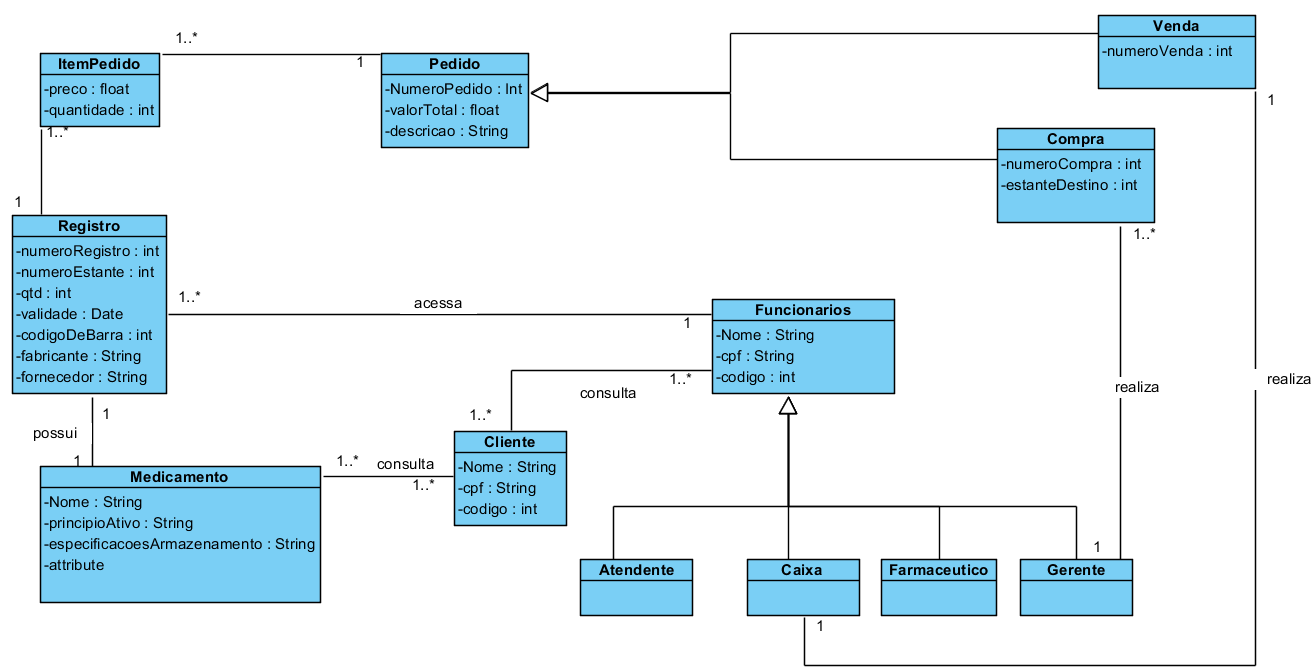 Venda
-numeroVenda : int
1
1..*
1
ItemPedido
-preco : float
-quantidade : int
1..*
Pedido
-NumeroPedido : Int
-valorTotal : float
-descricao : String
Compra
-numeroCompra : int
-estanteDestino : int
1..*
1
Registro
-numeroRegistro : int
-numeroEstante : int
-qtd : int
-validade : Date
-codigoDeBarra : int
-fabricante : String
-fornecedor : String
1..*
acessa
1
Funcionarios
-Nome : String
-cpf : String
-codigo : int
1..*
consulta
1..*
realiza
realiza
1
possui
1
Cliente
-Nome : String
-cpf : String
-codigo : int
1..*
consulta
1..*
Medicamento
-Nome : String
-principioAtivo : String
-especificacoesArmazenamento : String
-attribute
1
Atendente
Caixa
Farmaceutico
Gerente
1